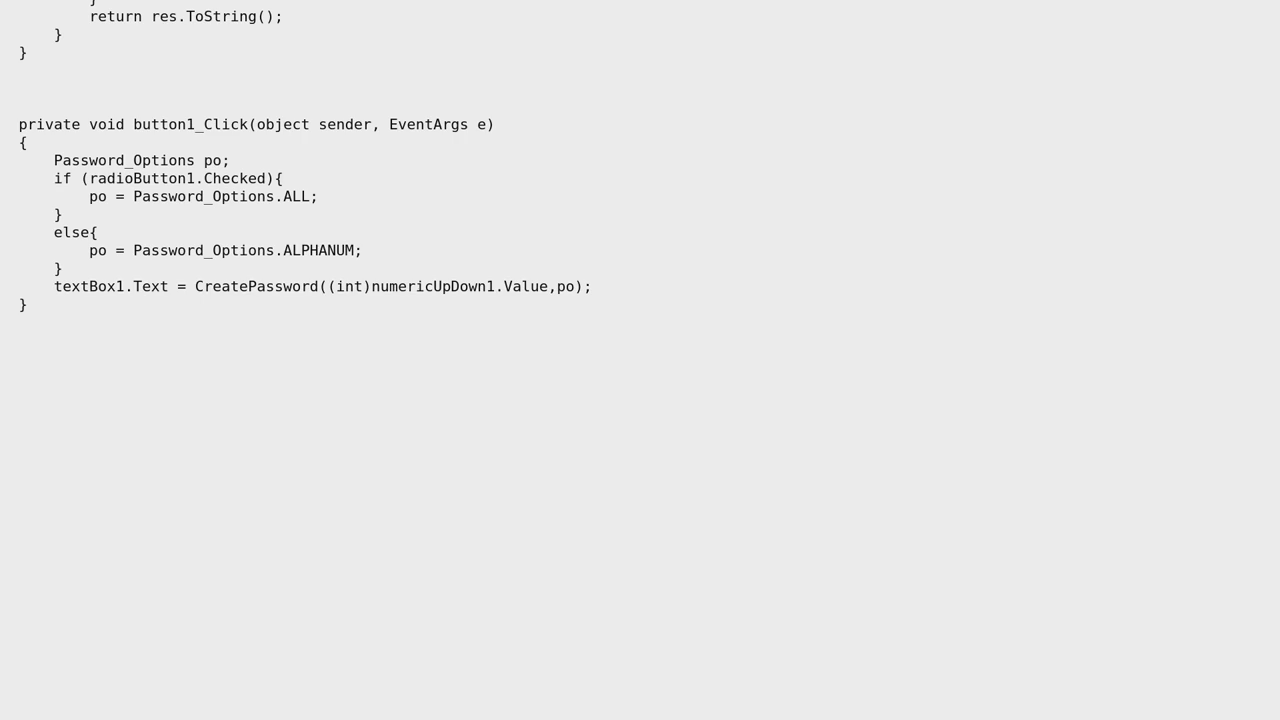 }
return res.ToString();
}
}
private void button1_Click(object sender, EventArgs e)
{
Password_Options po;
if (radioButton1.Checked){
po = Password_Options.ALL;
}
else{
po = Password_Options.ALPHANUM;
}
textBox1.Text = CreatePassword((int)numericUpDown1.Value,po);
}